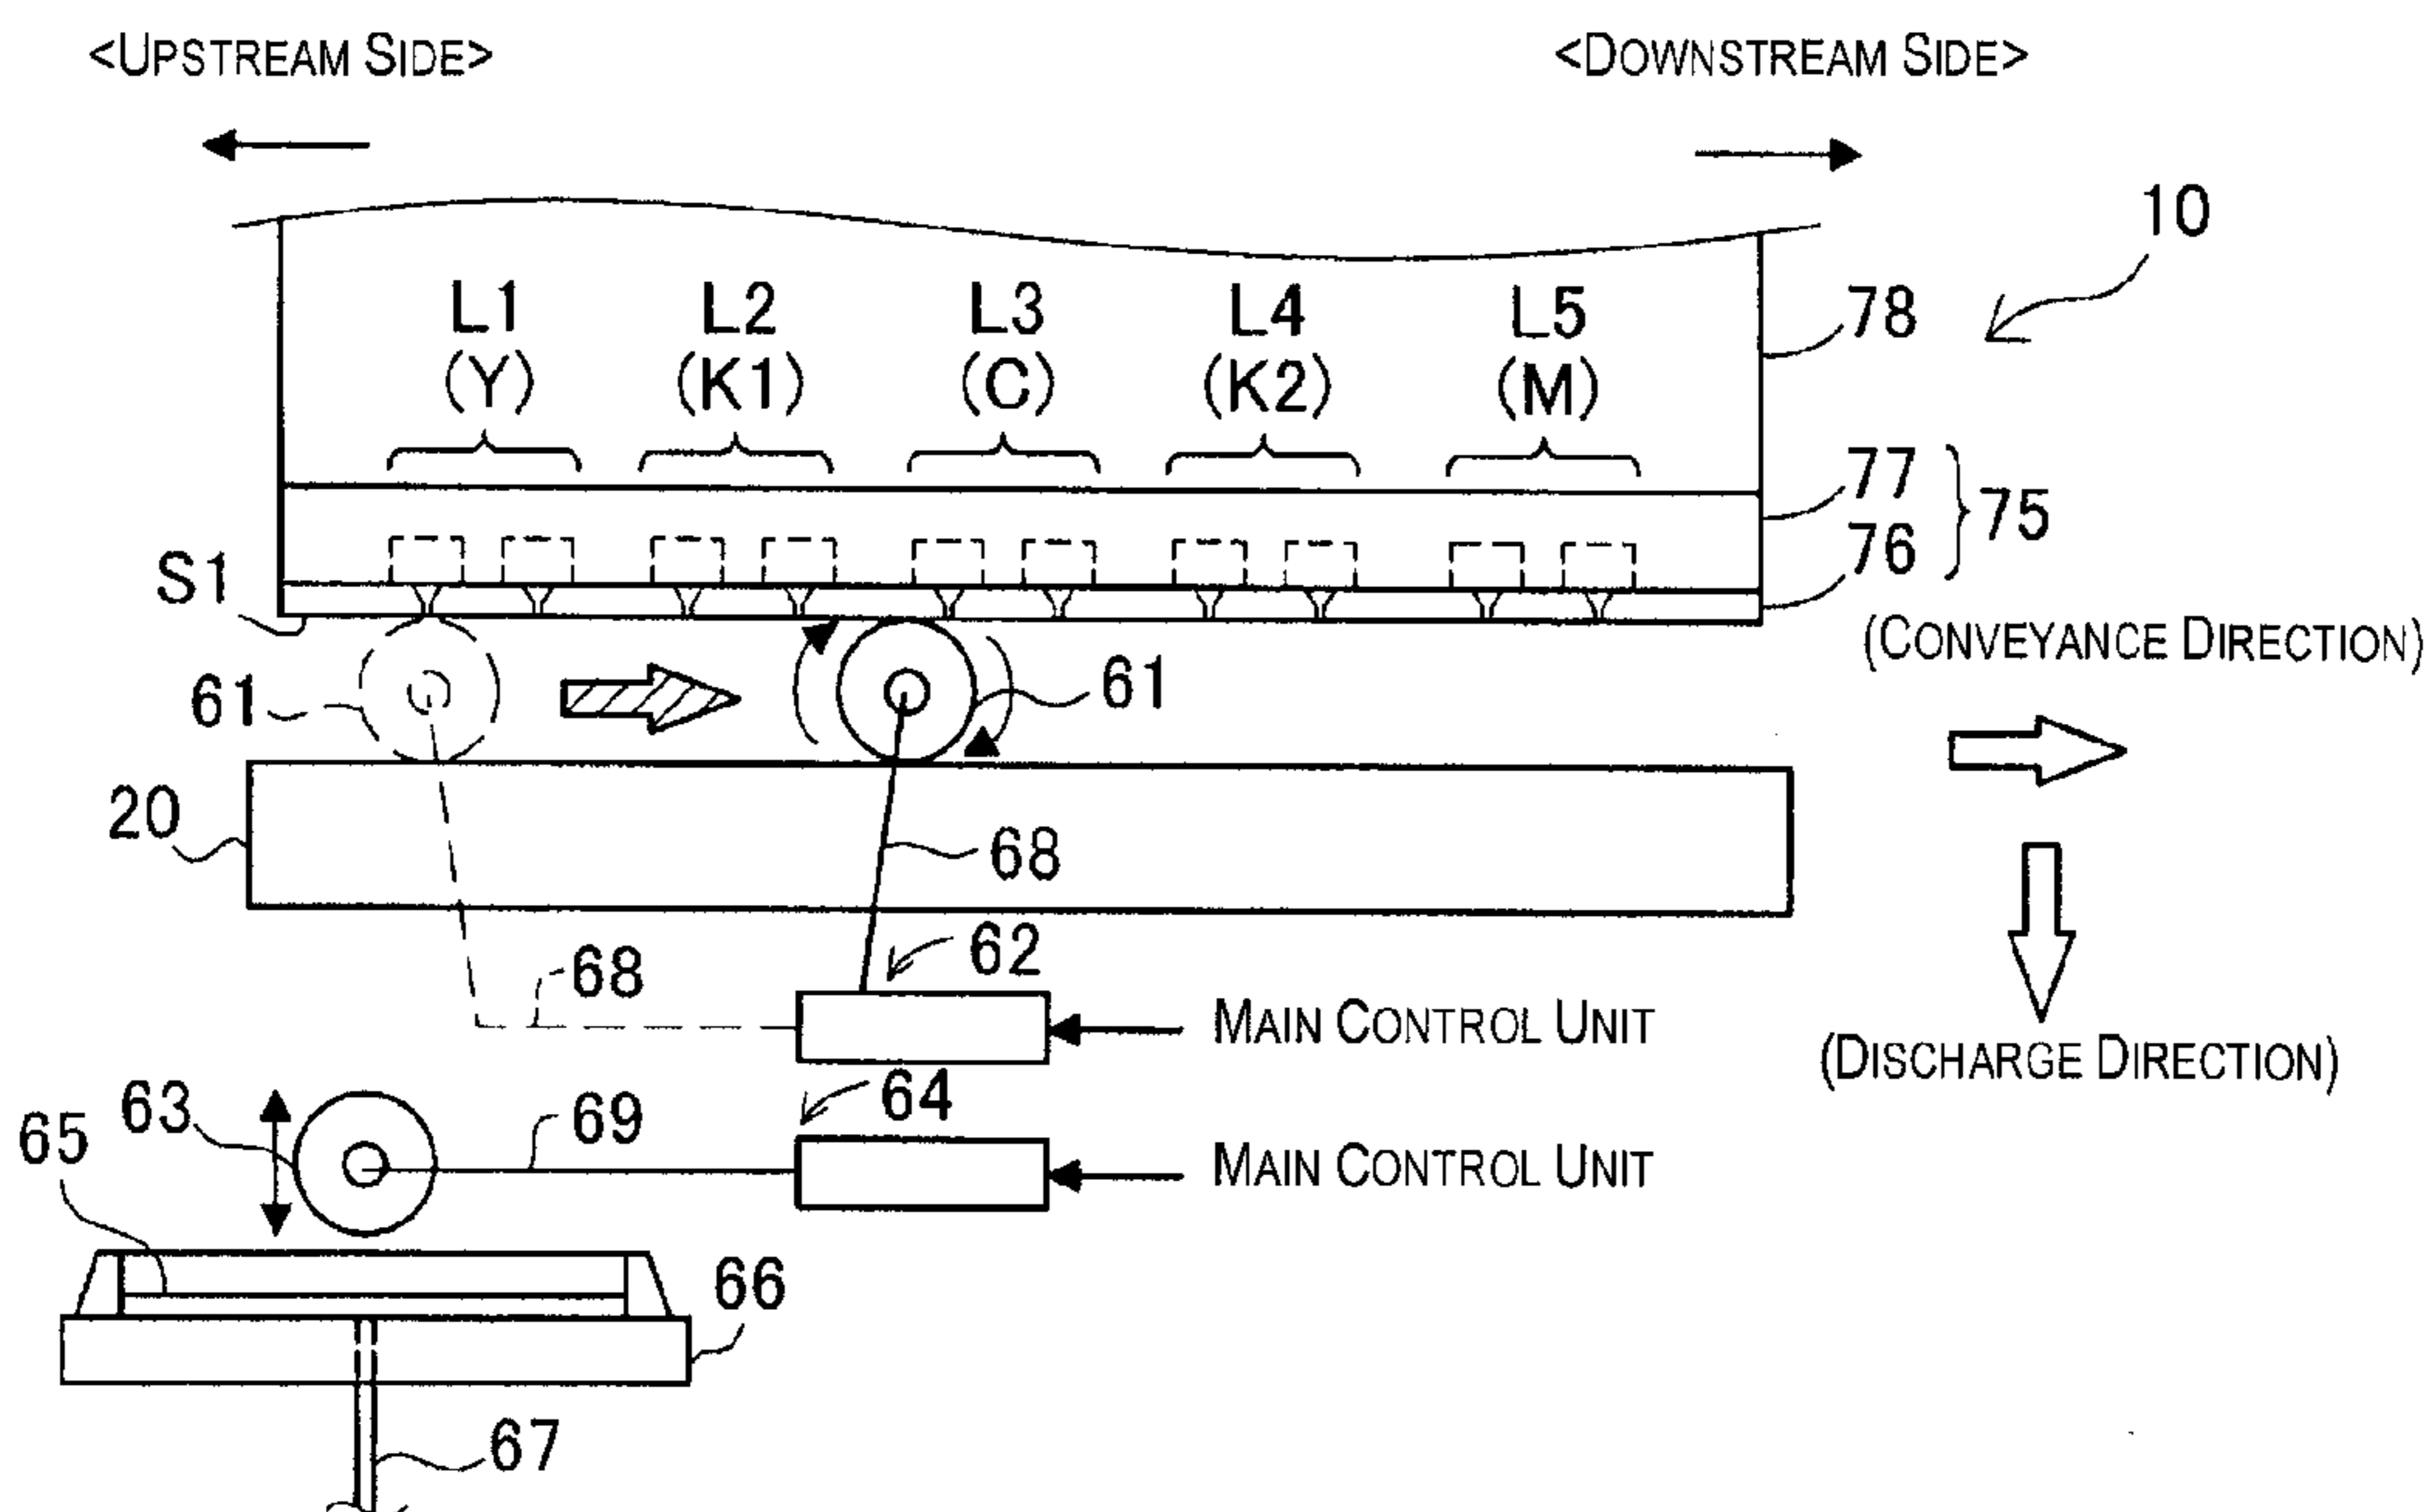 <UPSTREAM SIDE>
<DOWNSTREAM SIDE>
10
L1 L2 L3 L4 L5
(Y) (K1) (C) (K2) (M)
78
77
75
76
S1
(CONVEYANCE DIRECTION)
61
61
20
68
62
68
MAIN CONTROL UNIT
(DISCHARGE DIRECTION)
63
64
65
69
MAIN CONTROL UNIT
66
67